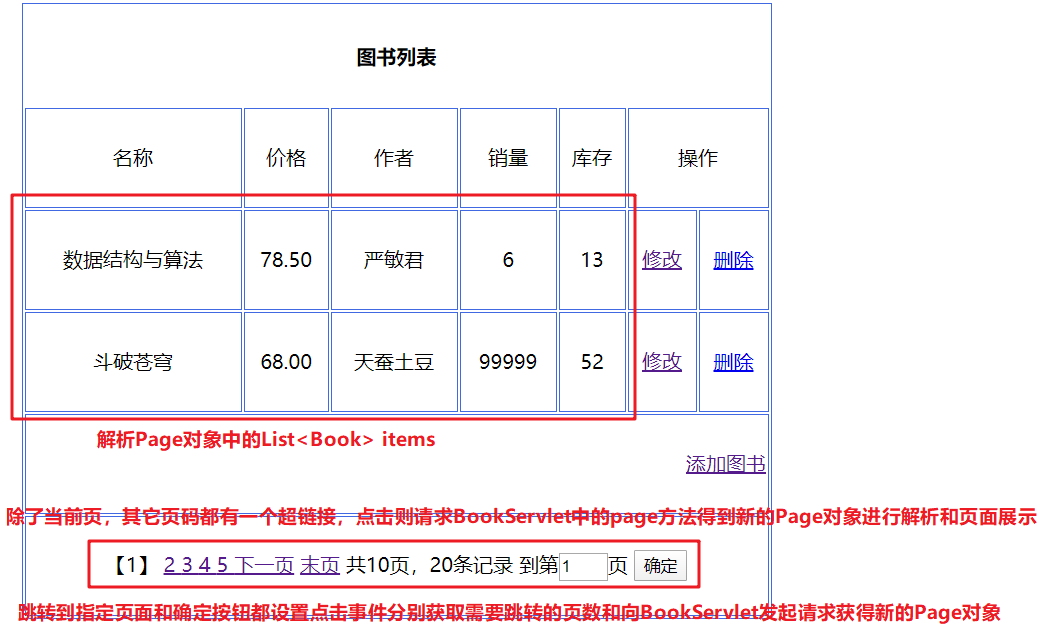 图书列表
名称 价格 作者 销量 库存 操作
数据结构与算法 78.50 严敏君 6 13 修改 删除
斗破苍穹 68.00 天蚕土豆 99999 52 修改 删除
解析Page对象中的List<Book> items
添加图书
除了当前页，其它页码都有一个超链接，点击则请求BookServlet中的page方法得到新的Page对象进行解析和页面展示
【1】 2 3 4 5 下一页 末页 共10页，20条记录 到第1页 确定
跳转到指定页面和确定按钮都设置点击事件分别获取需要跳转的页数和向BookServlet发起请求获得新的Page对象